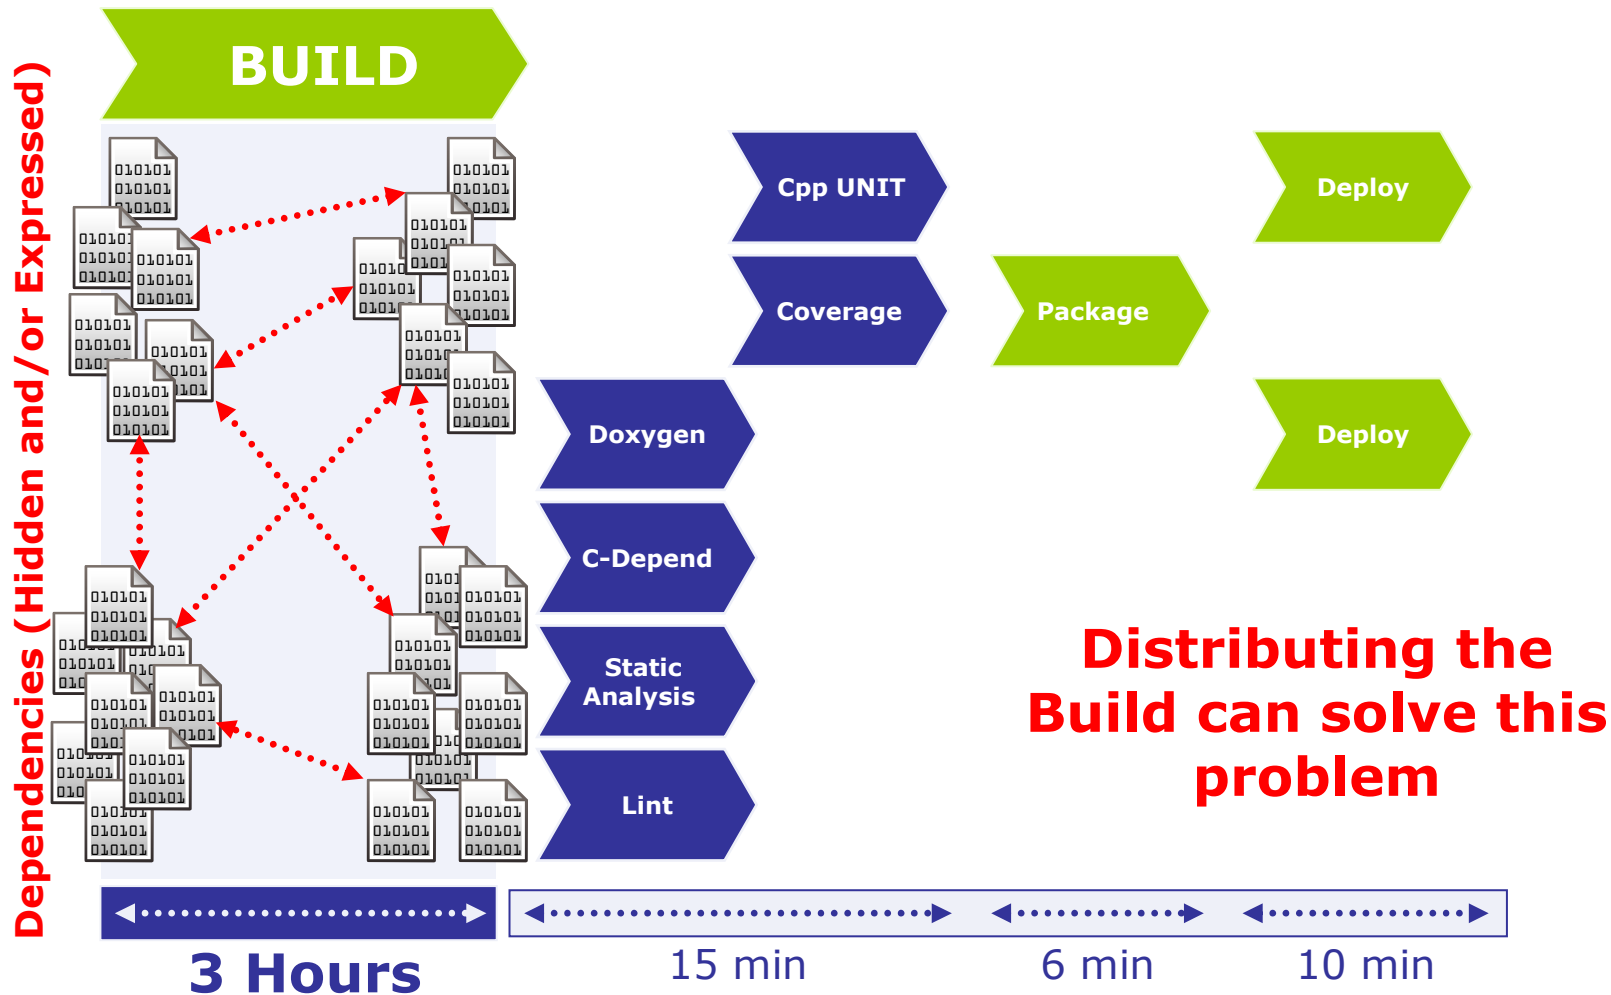 BUILD
Dependencies (Hidden and/or Expressed)
Cpp UNIT
Deploy
Coverage
Package
Doxygen
Deploy
C-Depend
Static
Analysis
Lint
Distributing the
Build can solve this
problem
3 Hours
15 min
6 min
10 min